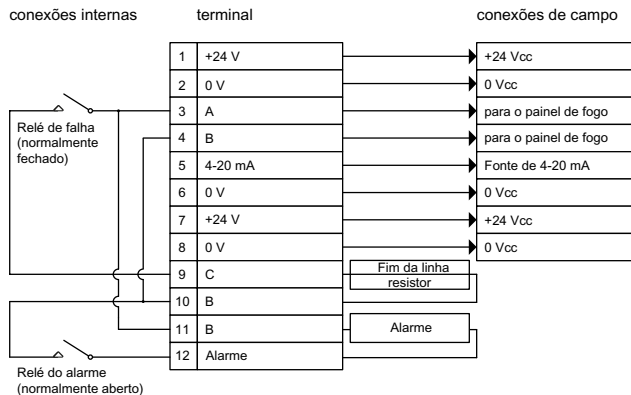 conexões internas terminal conexões de campo
1 +24 V +24 Vcc
2 0 V 0 Vcc
3 A para o painel de fogo
4 B para o painel de fogo
5 4-20 mA Fonte de 4-20 mA
6 0 V 0 Vcc
7 +24 V +24 Vcc
8 0 V 0 Vcc
9 C
10 B
11 B
12 Alarme
Relé de falha
(normalmente
fechado)
Fim da linha
resistor
Alarme
Relé do alarme
(normalmente aberto)